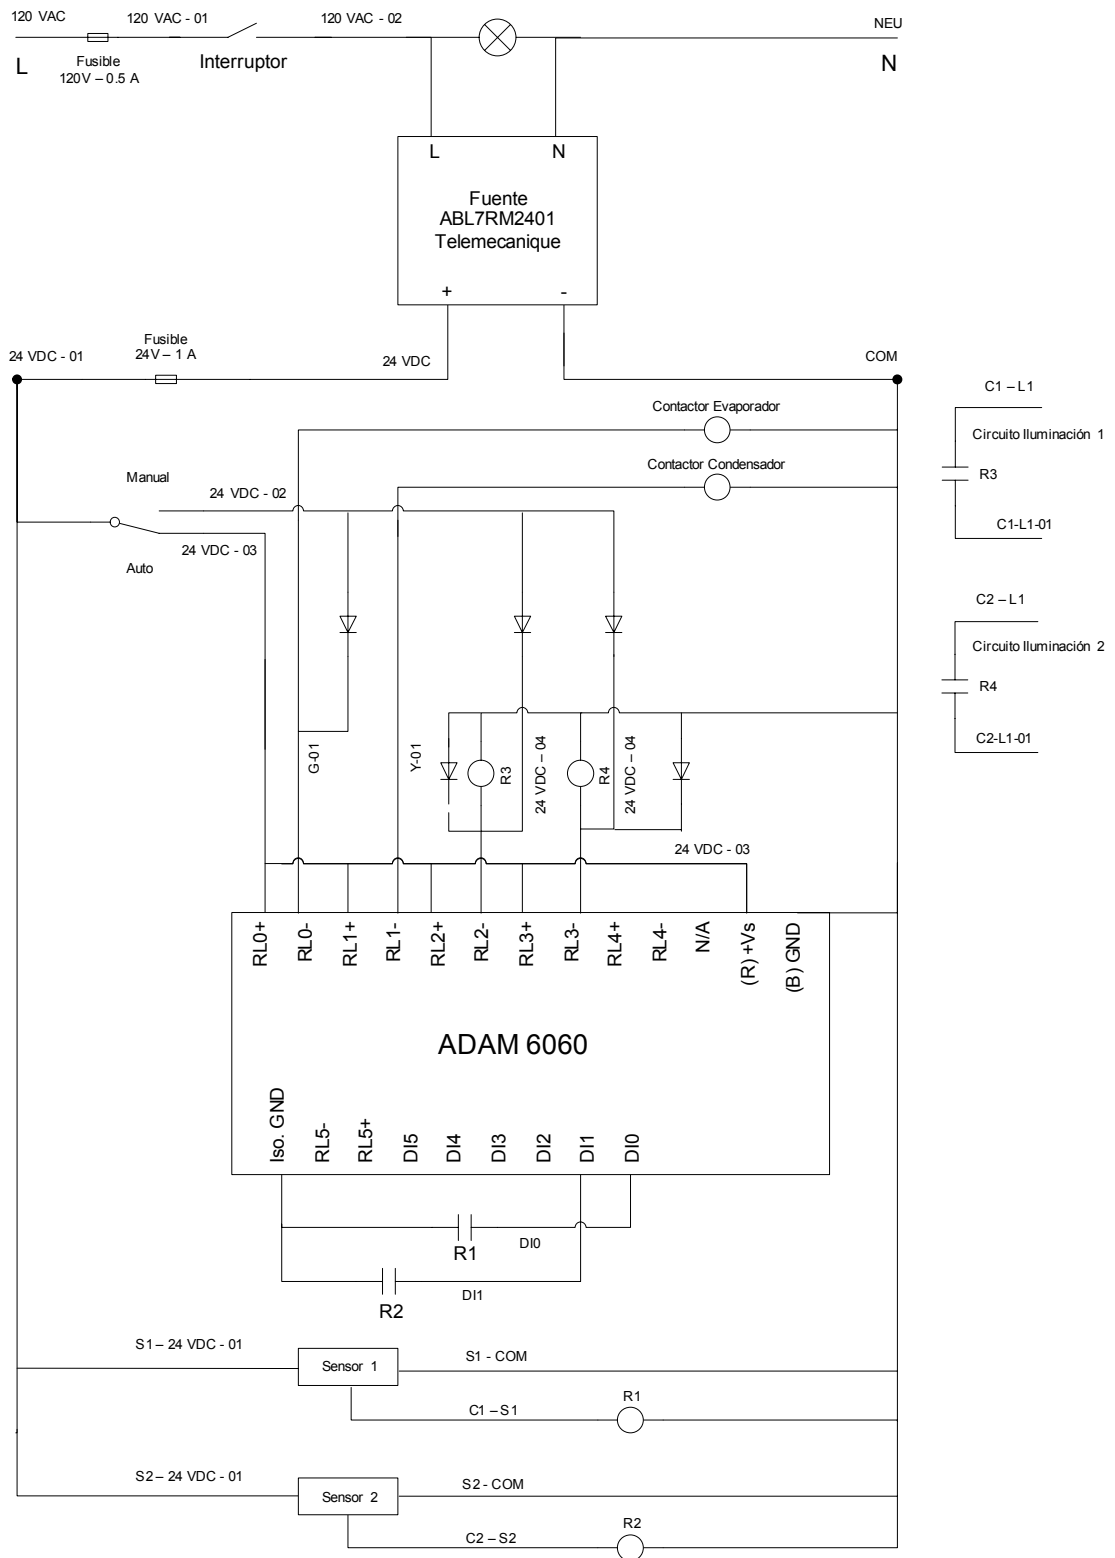 120 VAC
120 VAC - 01
120 VAC - 02
NEU
L
Fusible
120V – 0.5 A
Interruptor
N
L
N
Fuente
ABL7RM2401
Telemecanique
+
-
24 VDC - 01
Fusible
24V – 1 A
24 VDC
COM
Contactor Evaporador
C1 – L1
Circuito Iluminación 1
R3
C1-L1-01
Contactor Condensador
Manual
24 VDC - 02
24 VDC - 03
Auto
C2 – L1
Circuito Iluminación 2
R4
C2-L1-01
G-01
Y-01
R3
24 VDC – 04
R4
24 VDC – 04
24 VDC - 03
RL0+
RL0-
RL1+
RL1-
RL2+
RL2-
RL3+
RL3-
RL4+
RL4-
N/A
(R) +Vs
(B) GND
ADAM 6060
Iso. GND
RL5-
RL5+
DI5
DI4
DI3
DI2
DI1
DI0
R1
DI0
R2
DI1
S1 – 24 VDC - 01
Sensor 1
S1 - COM
C1 – S1
R1
S2 – 24 VDC - 01
Sensor 2
S2 - COM
C2 – S2
R2